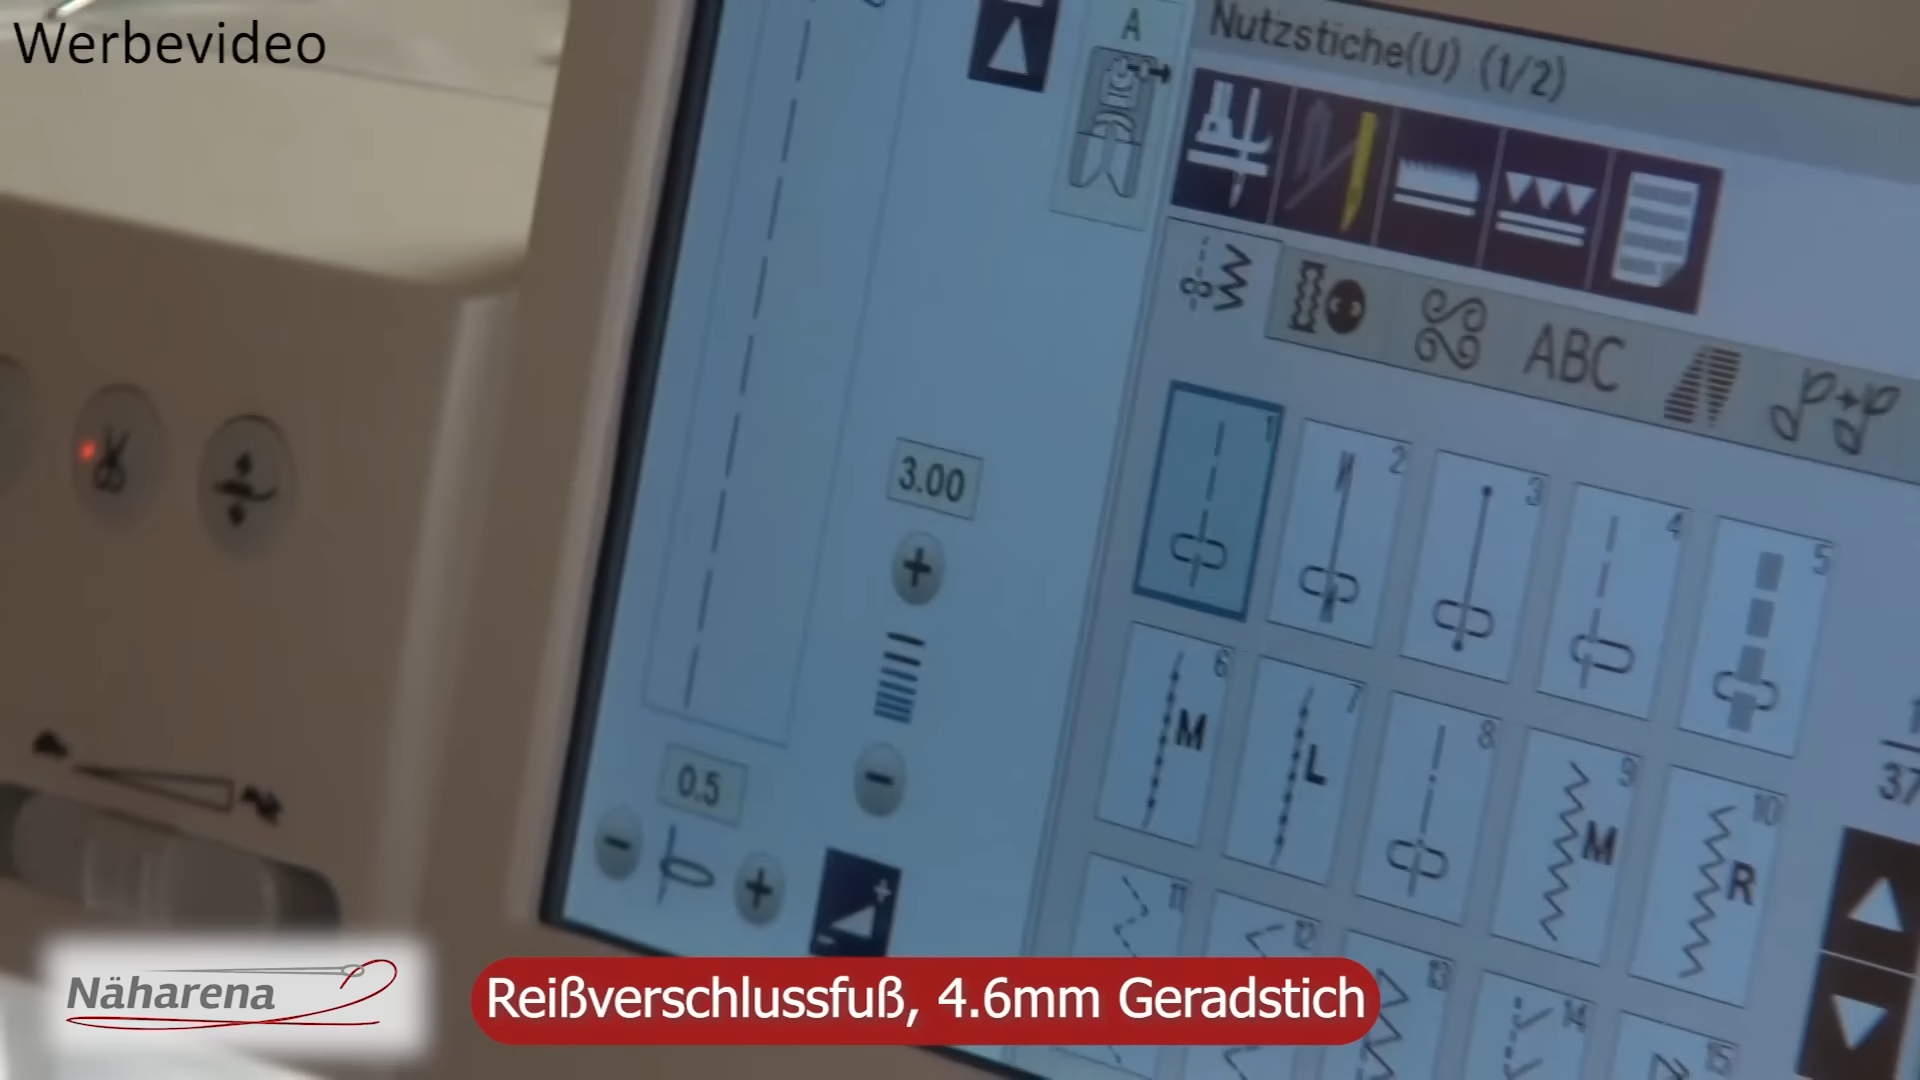 Werbevideo
A
Nutzstiche(U) (1/2)
ABC
3.00
0.5
1
2
3
4
5
6
M
7
L
8
9
M
10
R
11
12
13
14
15
37
Näharena
Reißverschlussfuß, 4.6mm Geradstich